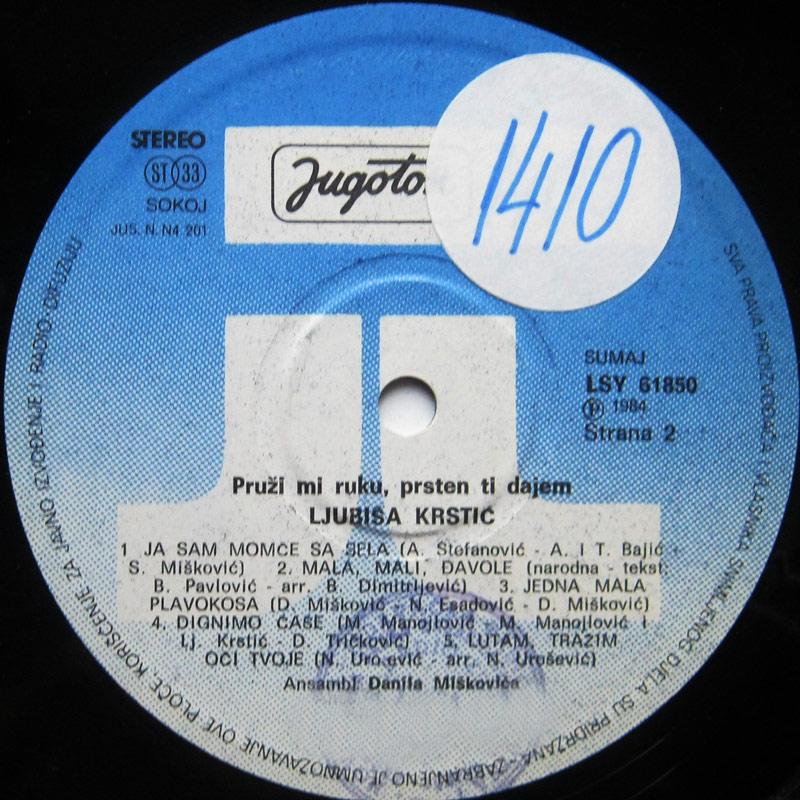 STEREO
ST 33
SOKOJ
JUS. N. N4 201
Jugoto
1410
SUMAJ
LSY 61850
℗ 1984
Strana 2
Pruži mi ruku, prsten ti dajem
LJUBIŠA KRSTIĆ
1 JA SAM MOMČE SA SELA (A. Stefanović - A. i T. Bajić -
S. Mišković) 2. MALA, MALI, ĐAVOLE (narodna - tekst.
B. Pavlović - arr. B. Dimitrijević) 3. JEDNA MALA
PLAVOKOSA (D. Mišković - N. Esadović - D. Mišković)
4. DIGNIMO ČAŠE (M. Manojlović - M. Manojlović i
Lj. Krstić - D. Tričković) 5. LUTAM, TRAŽIM
OČI TVOJE (N. Uro ević - arr. N. Urošević)
Ansambl Danila Miškovića
SVA PRAVA PROIZVOĐAČA I VLASNIKA SNIMLJENOG DJELA SU PRIDRŽANA - ZABRANJENO JE UMNOŽAVANJE OVE PLOČE, KORIŠĆENJE ZA JAVNO IZVOĐENJE I RADIO-DIFUZIJU